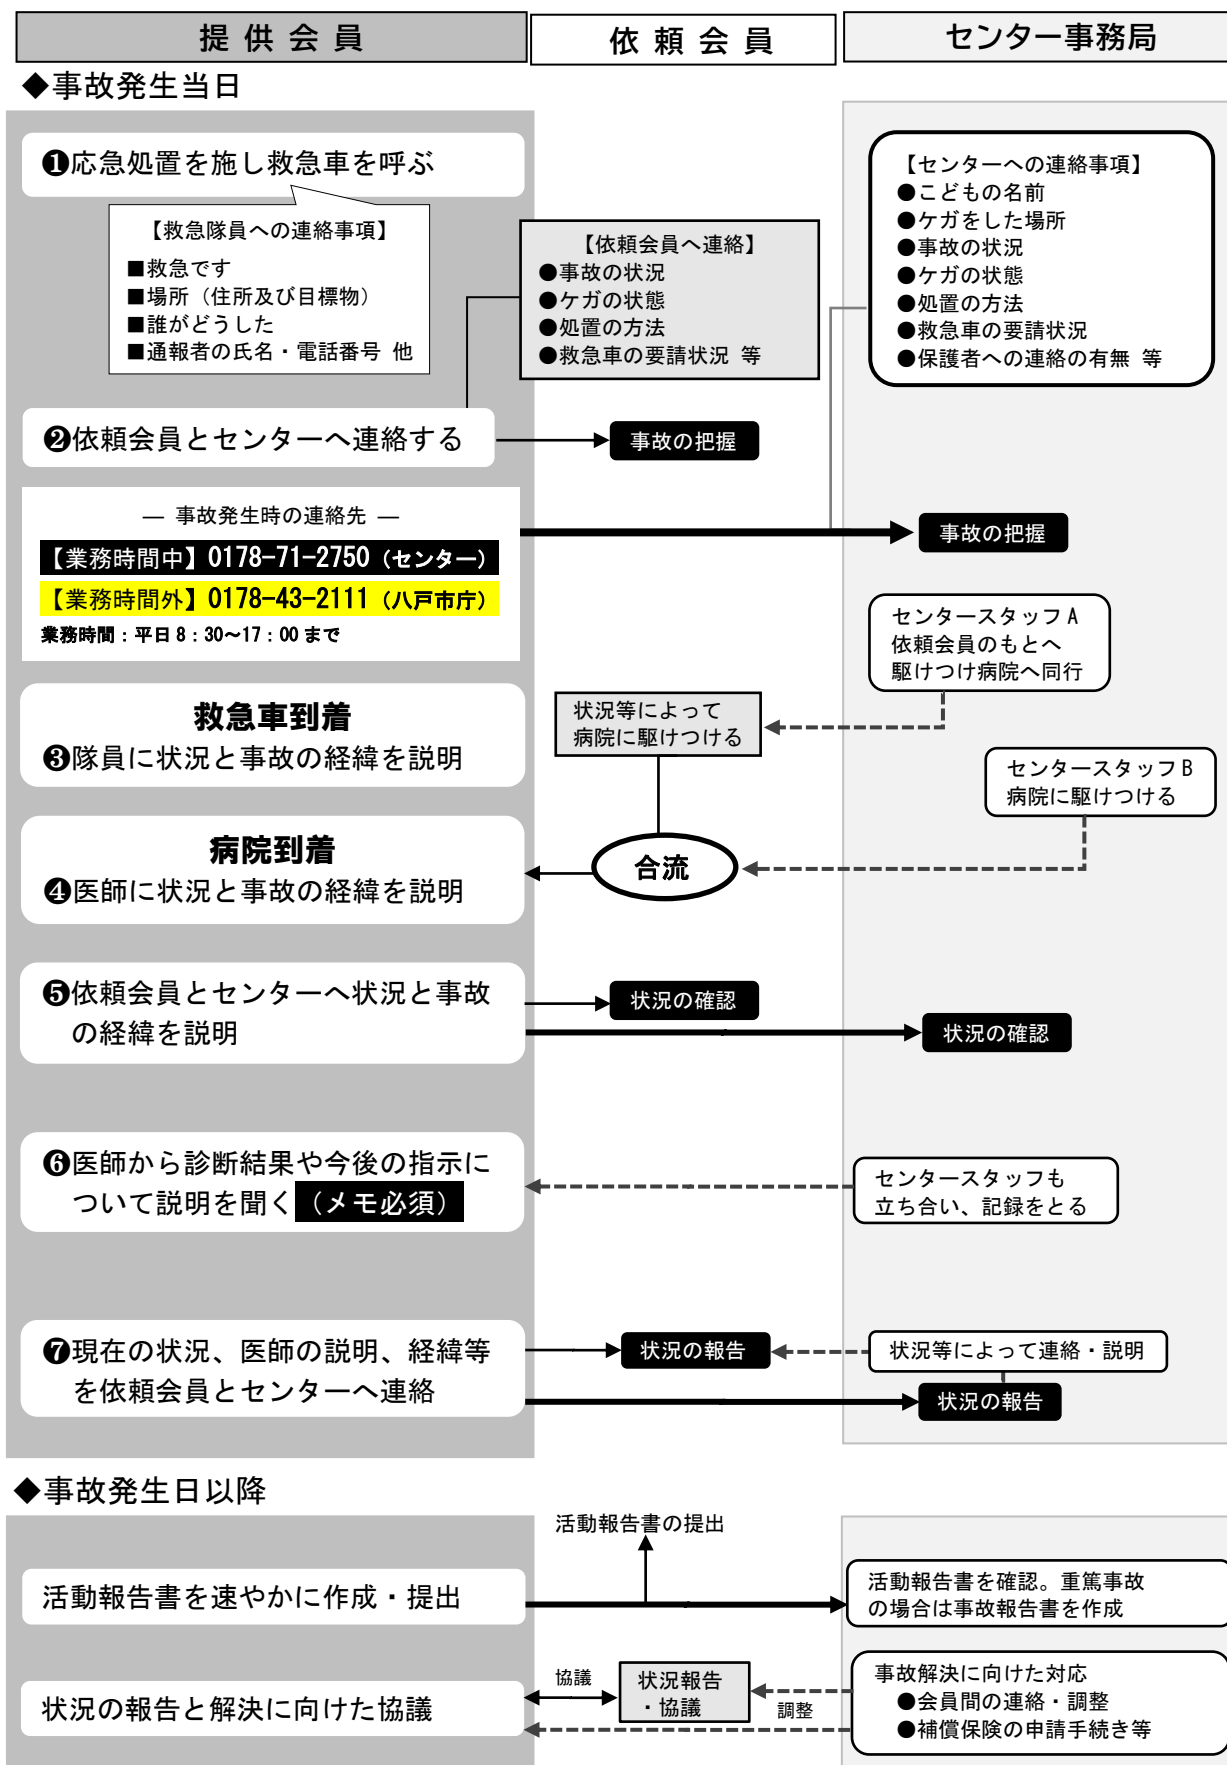 提供会員
依頼会員
センター事務局
◆事故発生当日
❶応急処置を施し救急車を呼ぶ
【救急隊員への連絡事項】
■救急です
■場所（住所及び目標物）
■誰がどうした
■通報者の氏名・電話番号 他
【依頼会員へ連絡】
●事故の状況
●ケガの状態
●処置の方法
●救急車の要請状況 等
【センターへの連絡事項】
●こどもの名前
●ケガをした場所
●事故の状況
●ケガの状態
●処置の方法
●救急車の要請状況
●保護者への連絡の有無 等
❷依頼会員とセンターへ連絡する
事故の把握
― 事故発生時の連絡先 ―
【業務時間中】0178-71-2750（センター）
【業務時間外】0178-43-2111（八戸市庁）
業務時間：平日8：30～17：00まで
事故の把握
センタースタッフA
依頼会員のもとへ
駆けつけ病院へ同行
救急車到着
❸隊員に状況と事故の経緯を説明
状況等によって
病院に駆けつける
センタースタッフB
病院に駆けつける
病院到着
❹医師に状況と事故の経緯を説明
合流
❺依頼会員とセンターへ状況と事故
の経緯を説明
状況の確認
状況の確認
❻医師から診断結果や今後の指示に
ついて説明を聞く（メモ必須）
センタースタッフも
立ち合い、記録をとる
❼現在の状況、医師の説明、経緯等
を依頼会員とセンターへ連絡
状況の報告
状況等によって連絡・説明
状況の報告
◆事故発生日以降
活動報告書の提出
活動報告書を速やかに作成・提出
活動報告書を確認。重篤事故
の場合は事故報告書を作成
状況の報告と解決に向けた協議
協議
状況報告
・協議
調整
事故解決に向けた対応
●会員間の連絡・調整
●補償保険の申請手続き等